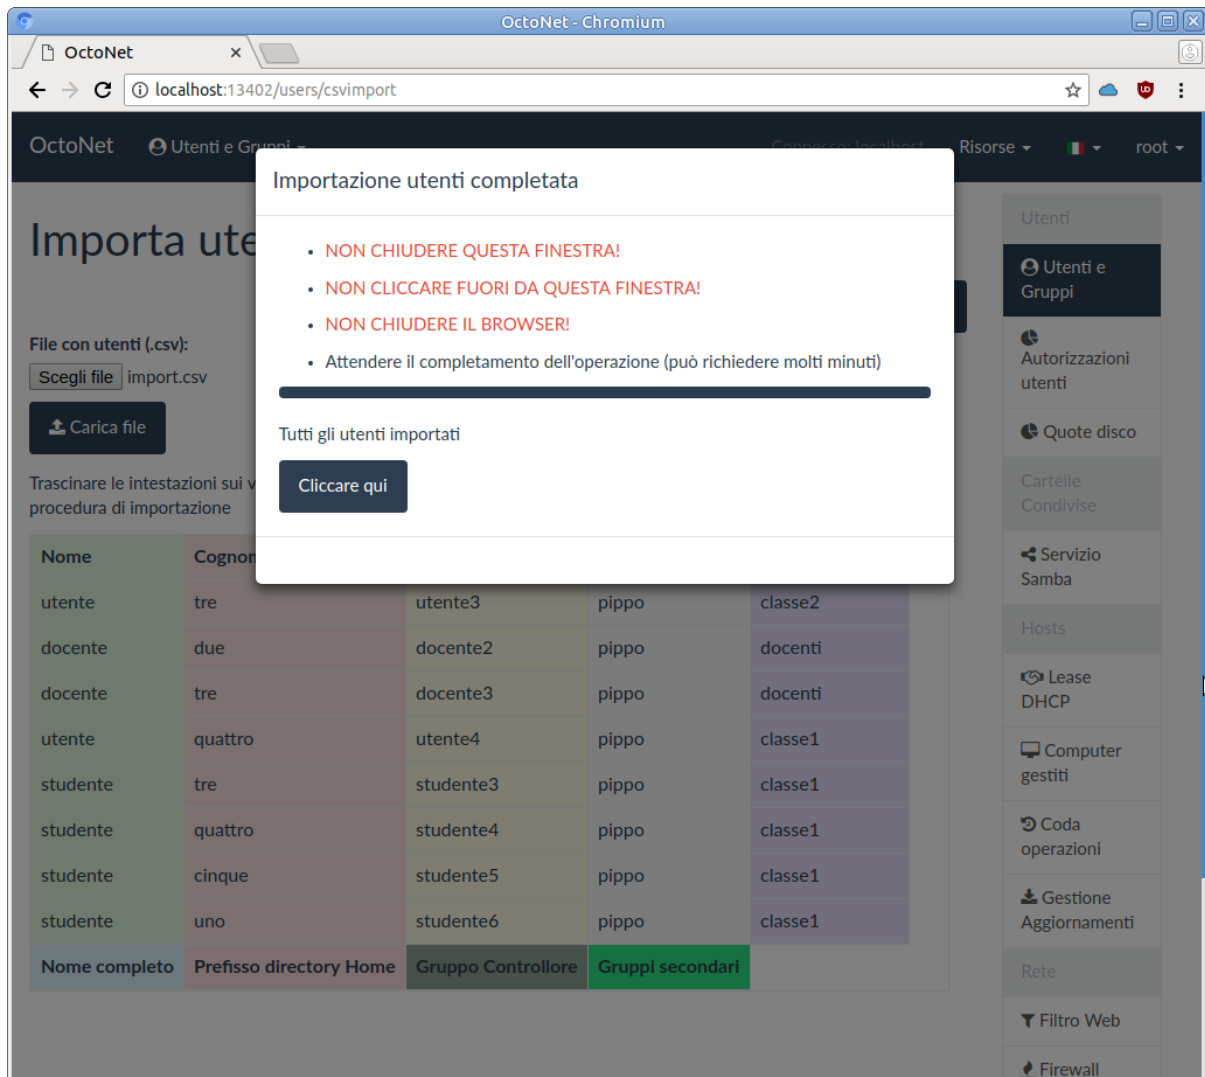 OctoNet - Chromium
OctoNet
localhost:13402/users/csvimport
OctoNet Utenti e Gruppi Connesso: localhost Risorse root
Importazione utenti completata
Importa ute
NON CHIUDERE QUESTA FINESTRA!
NON CLICCARE FUORI DA QUESTA FINESTRA!
NON CHIUDERE IL BROWSER!
Attendere il completamento dell'operazione (può richiedere molti minuti)
Tutti gli utenti importati
Cliccare qui
File con utenti (.csv):
Scegli file import.csv
Carica file
Trascinare le intestazioni sui v
procedura di importazione
Nome Cognon
utente tre utente3 pippo classe2
docente due docente2 pippo docenti
docente tre docente3 pippo docenti
utente quattro utente4 pippo classe1
studente tre studente3 pippo classe1
studente quattro studente4 pippo classe1
studente cinque studente5 pippo classe1
studente uno studente6 pippo classe1
Nome completo Prefisso directory Home Gruppo Controllore Gruppi secondari
Utenti
Utenti e
Gruppi
Autorizzazioni
utenti
Quote disco
Cartelle
Condivise
Servizio
Samba
Hosts
Lease
DHCP
Computer
gestiti
Coda
operazioni
Gestione
Aggiornamenti
Rete
Filtro Web
Firewall